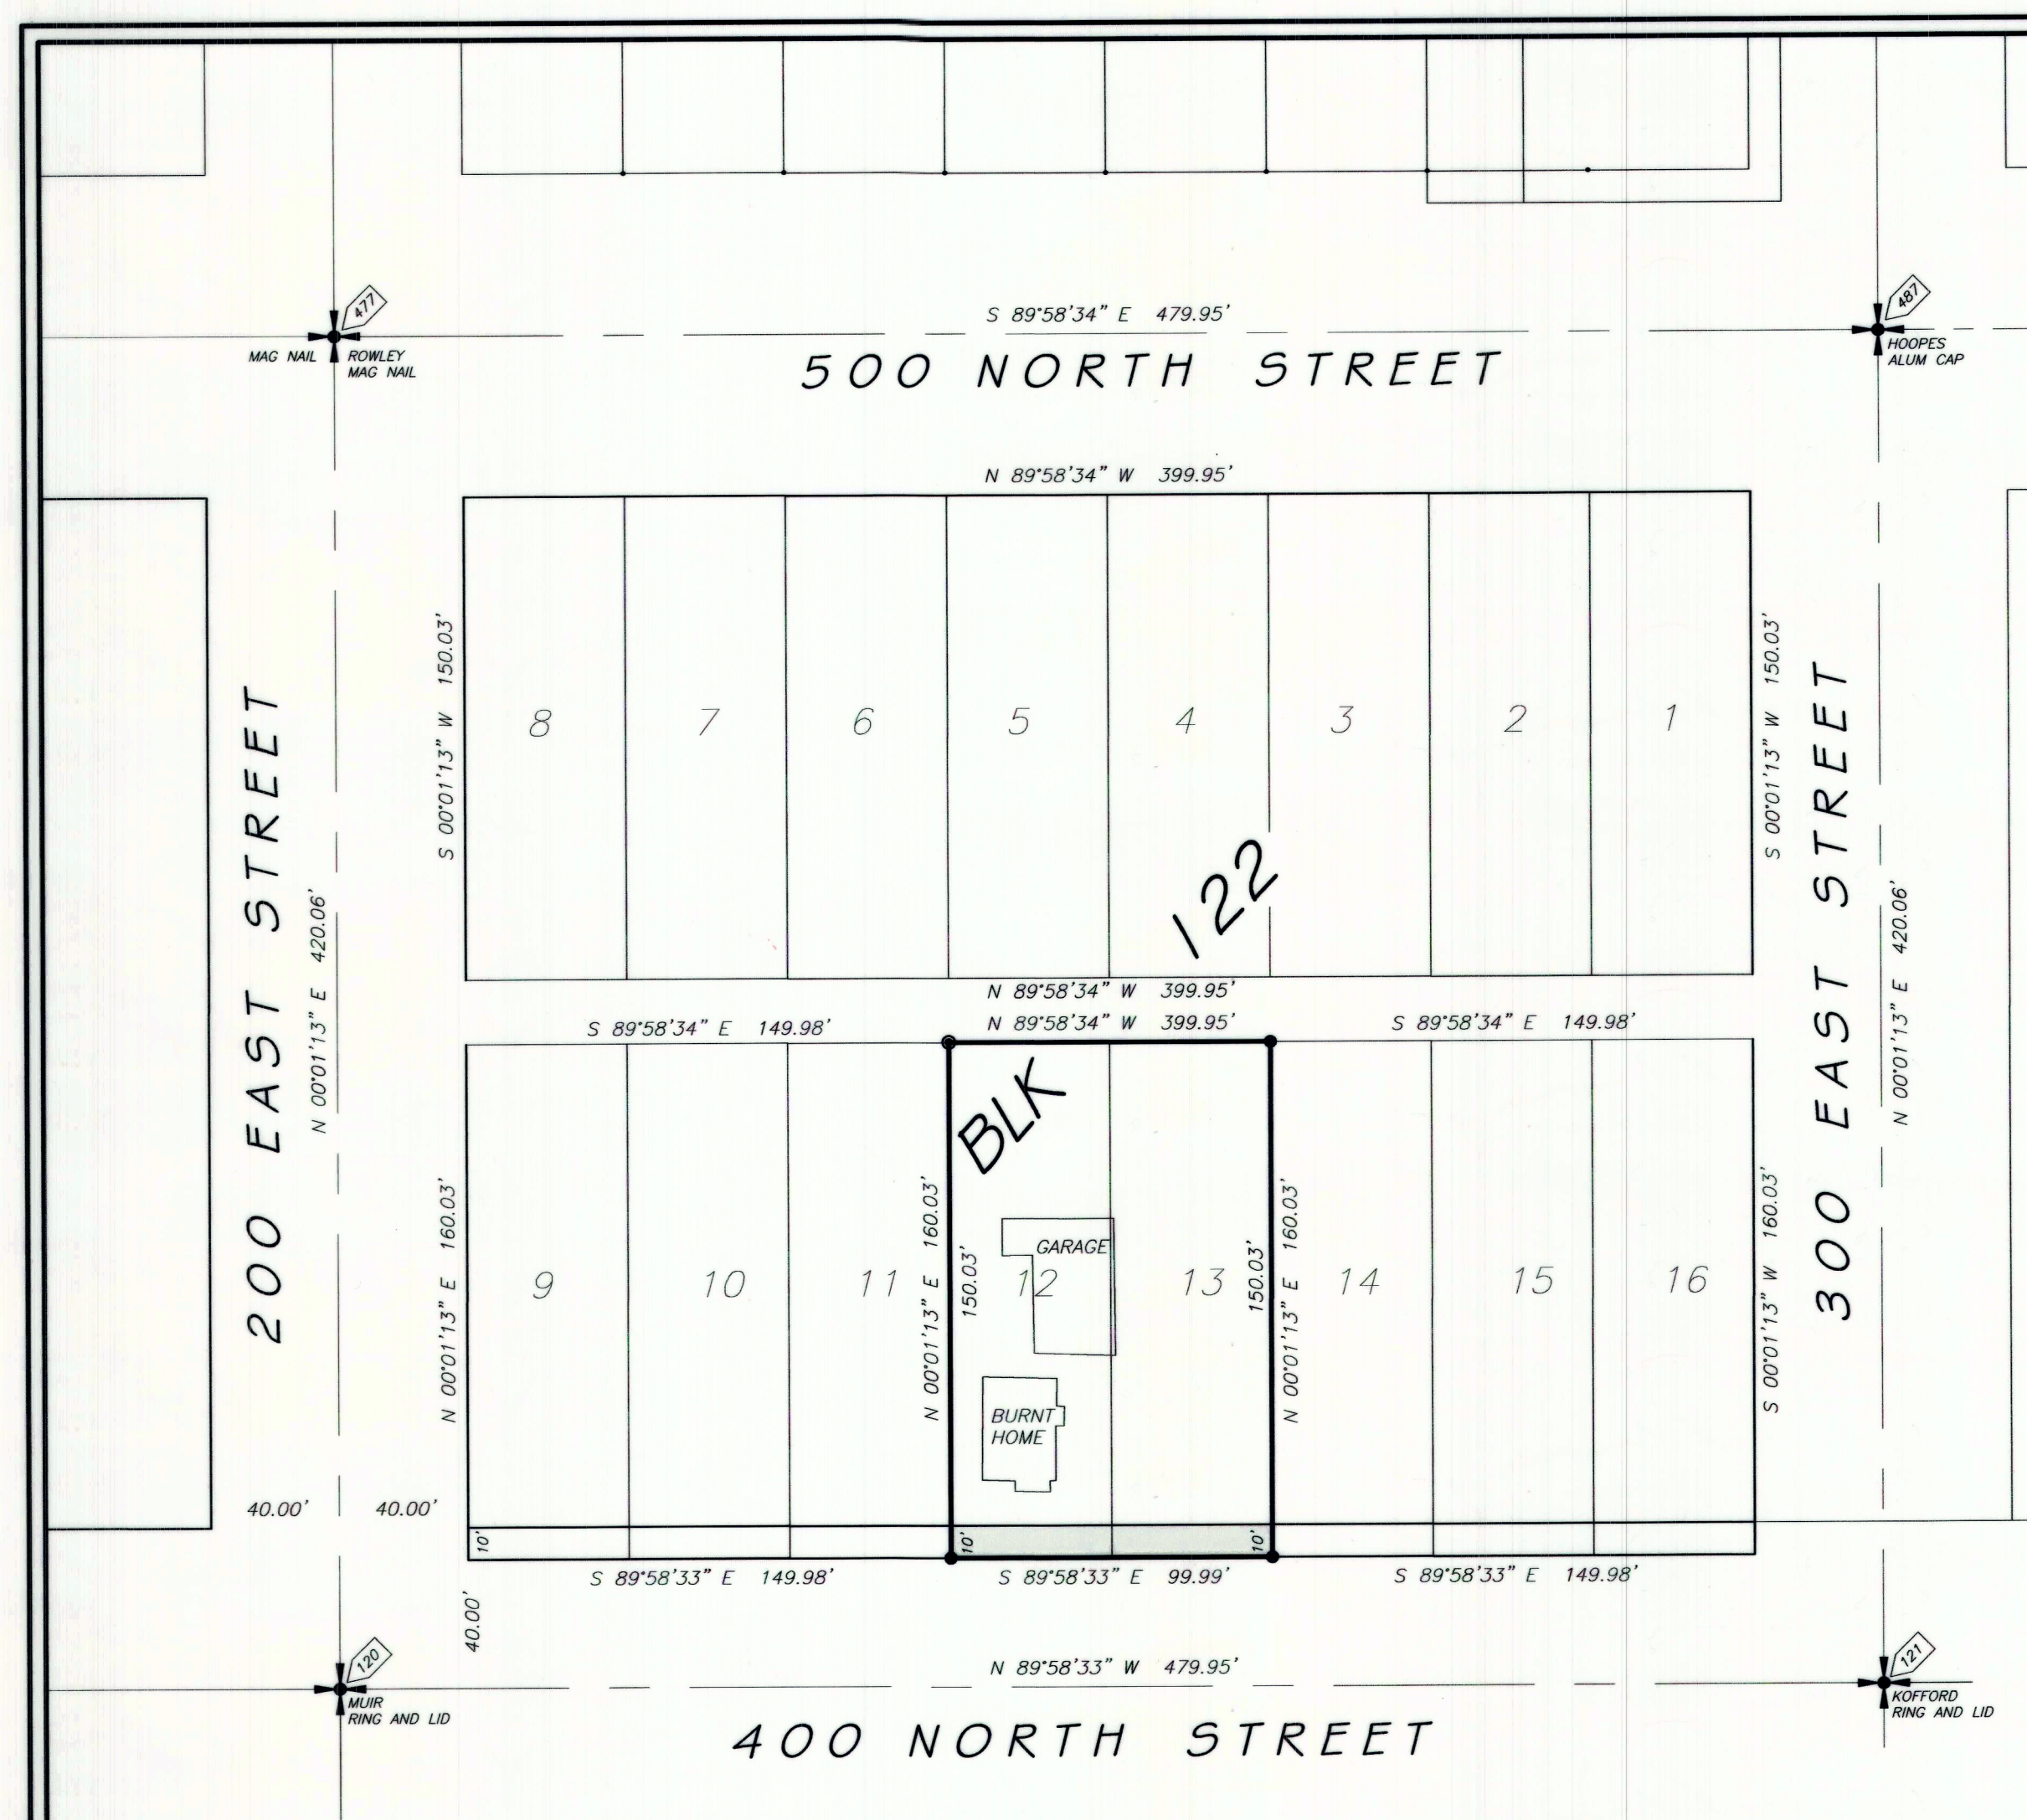 477
487
S 89°58'34" E 479.95'
MAG NAIL
ROWLEY
MAG NAIL
HOOPES
ALUM CAP
500 NORTH STREET
N 89°58'34" W 399.95'
S 00°01'13" W 150.03'
S 00°01'13" W 150.03'
8
7
6
5
4
3
2
1
200 EAST STREET
N 00°01'13" E 420.06'
300 EAST STREET
N 00°01'13" E 420.06'
122
N 89°58'34" W 399.95'
S 89°58'34" E 149.98'
N 89°58'34" W 399.95'
S 89°58'34" E 149.98'
BLK
N 00°01'13" E 160.03'
N 00°01'13" E 160.03'
150.03'
GARAGE
150.03'
N 00°01'13" E 160.03'
S 00°01'13" W 160.03'
9
10
11
12
13
14
15
16
BURNT
HOME
40.00'
40.00'
10'
10'
10'
S 89°58'33" E 149.98'
S 89°58'33" E 99.99'
S 89°58'33" E 149.98'
40.00'
120
121
N 89°58'33" W 479.95'
MUIR
RING AND LID
KOFFORD
RING AND LID
400 NORTH STREET